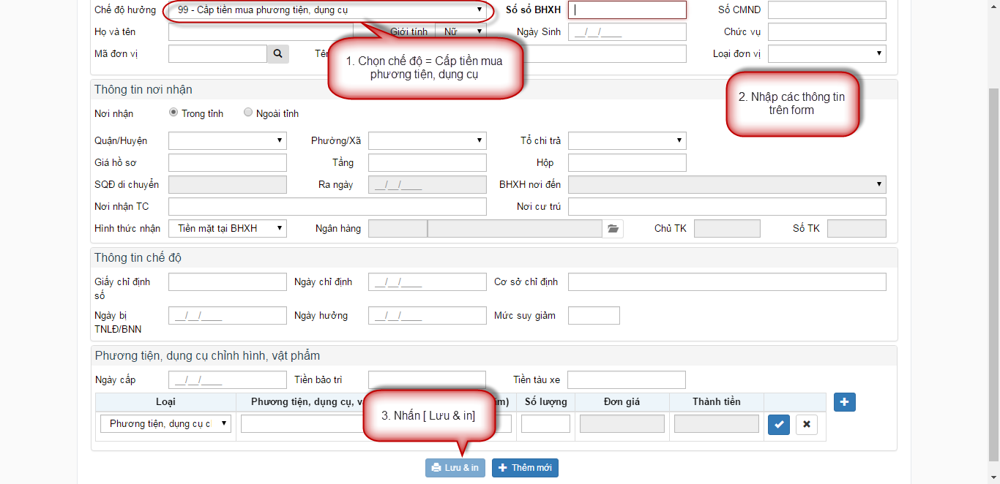 Chế độ hưởng 99 - Cấp tiền mua phương tiện, dụng cụ Số sổ BHXH Số CMND
Họ và tên Giới tính Nữ Ngày Sinh __/__/____ Chức vụ
Mã đơn vị Loại đơn vị
1. Chọn chế độ = Cấp tiền mua
phương tiện, dụng cụ
2. Nhập các thông tin
trên form
Thông tin nơi nhận
Nơi nhận Trong tỉnh Ngoài tỉnh
Quận/Huyện Phường/Xã Tổ chi trả
Giá hồ sơ Tầng Hộp
SQĐ di chuyển Ra ngày __/__/____ BHXH nơi đến
Nơi nhận TC Nơi cư trú
Hình thức nhận Tiền mặt tại BHXH Ngân hàng Chủ TK Số TK
Thông tin chế độ
Giấy chỉ định
số
Ngày chỉ định __/__/____ Cơ sở chỉ định
Ngày bị
TNLĐ/BNN
__/__/____ Ngày hưởng __/__/____ Mức suy giảm
Phương tiện, dụng cụ chỉnh hình, vật phẩm
Ngày cấp __/__/____ Tiền bảo trì Tiền tàu xe
Loại Phương tiện, dụng cụ, Số lượng Đơn giá Thành tiền
Phương tiện, dụng cụ
3. Nhấn [ Lưu & in]
Lưu & in Thêm mới